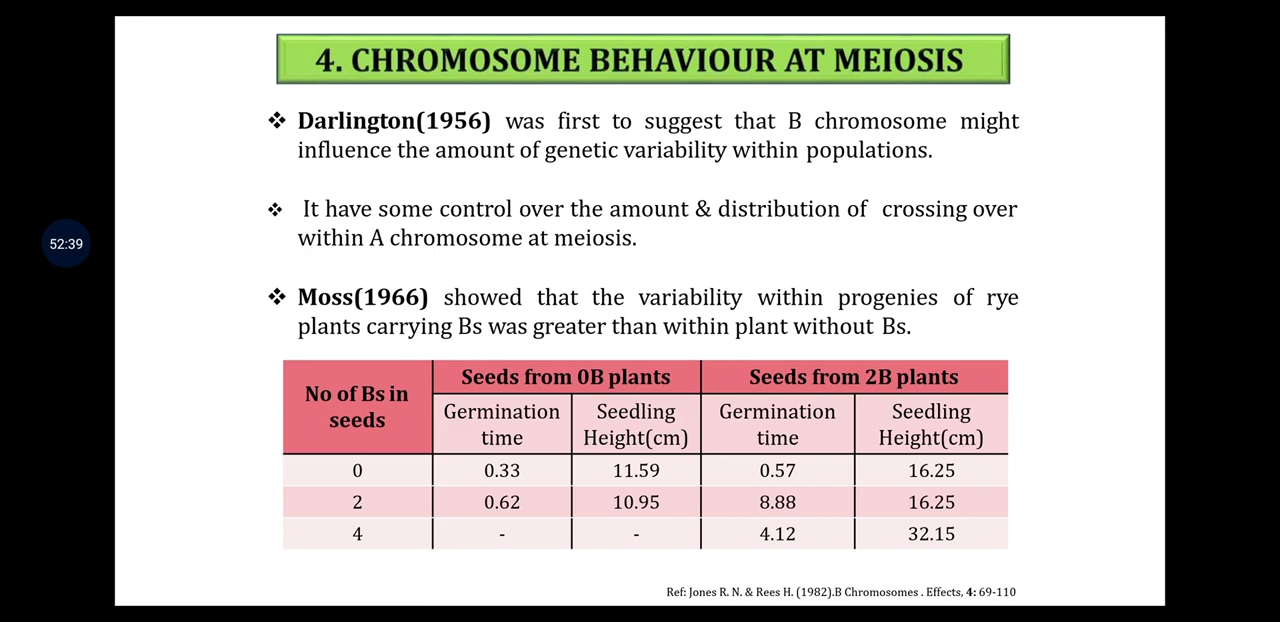 4. CHROMOSOME BEHAVIOUR AT MEIOSIS
❖ Darlington(1956) was first to suggest that B chromosome might
influence the amount of genetic variability within populations.
❖ It have some control over the amount & distribution of crossing over
within A chromosome at meiosis.
52:39
❖ Moss(1966) showed that the variability within progenies of rye
plants carrying Bs was greater than within plant without Bs.
No of Bs in seeds | Seeds from 0B plants | Seeds from 2B plants
Germination time | Seedling Height(cm) | Germination time | Seedling Height(cm)
0 | 0.33 | 11.59 | 0.57 | 16.25
2 | 0.62 | 10.95 | 8.88 | 16.25
4 | - | - | 4.12 | 32.15
Ref: Jones R. N. & Rees H. (1982).B Chromosomes . Effects, 4: 69-110